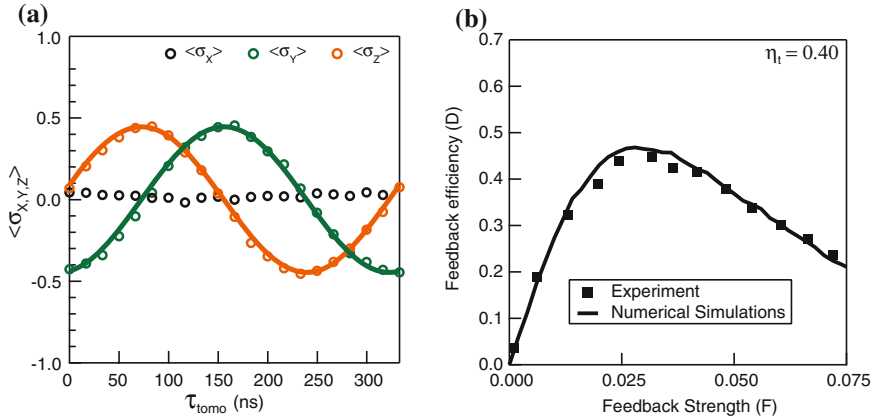 (a)
<σX> <σY> <σZ>
1.0
0.5
0.0
-0.5
-1.0
<σX,Y,Z>
0 50 100 150 200 250 300
τtomo (ns)
(b)
ηt = 0.40
0.7
0.6
0.5
0.4
0.3
0.2
0.1
0.0
Feedback efficiency (D)
Experiment
Numerical Simulations
0.000 0.025 0.050 0.075
Feedback Strength (F)